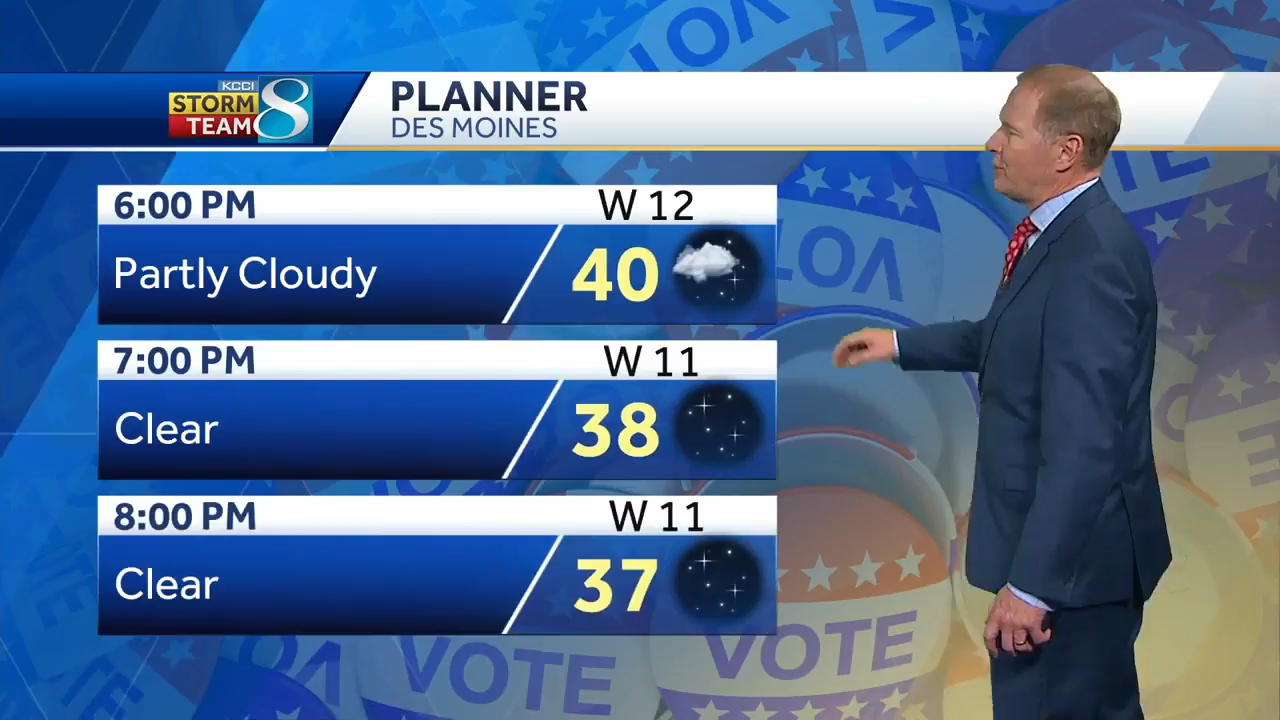 KCCI
STORM
TEAM 8
PLANNER
DES MOINES
6:00 PM W 12
Partly Cloudy 40
7:00 PM W 11
Clear 38
8:00 PM W 11
Clear 37
VOTE
VOTE